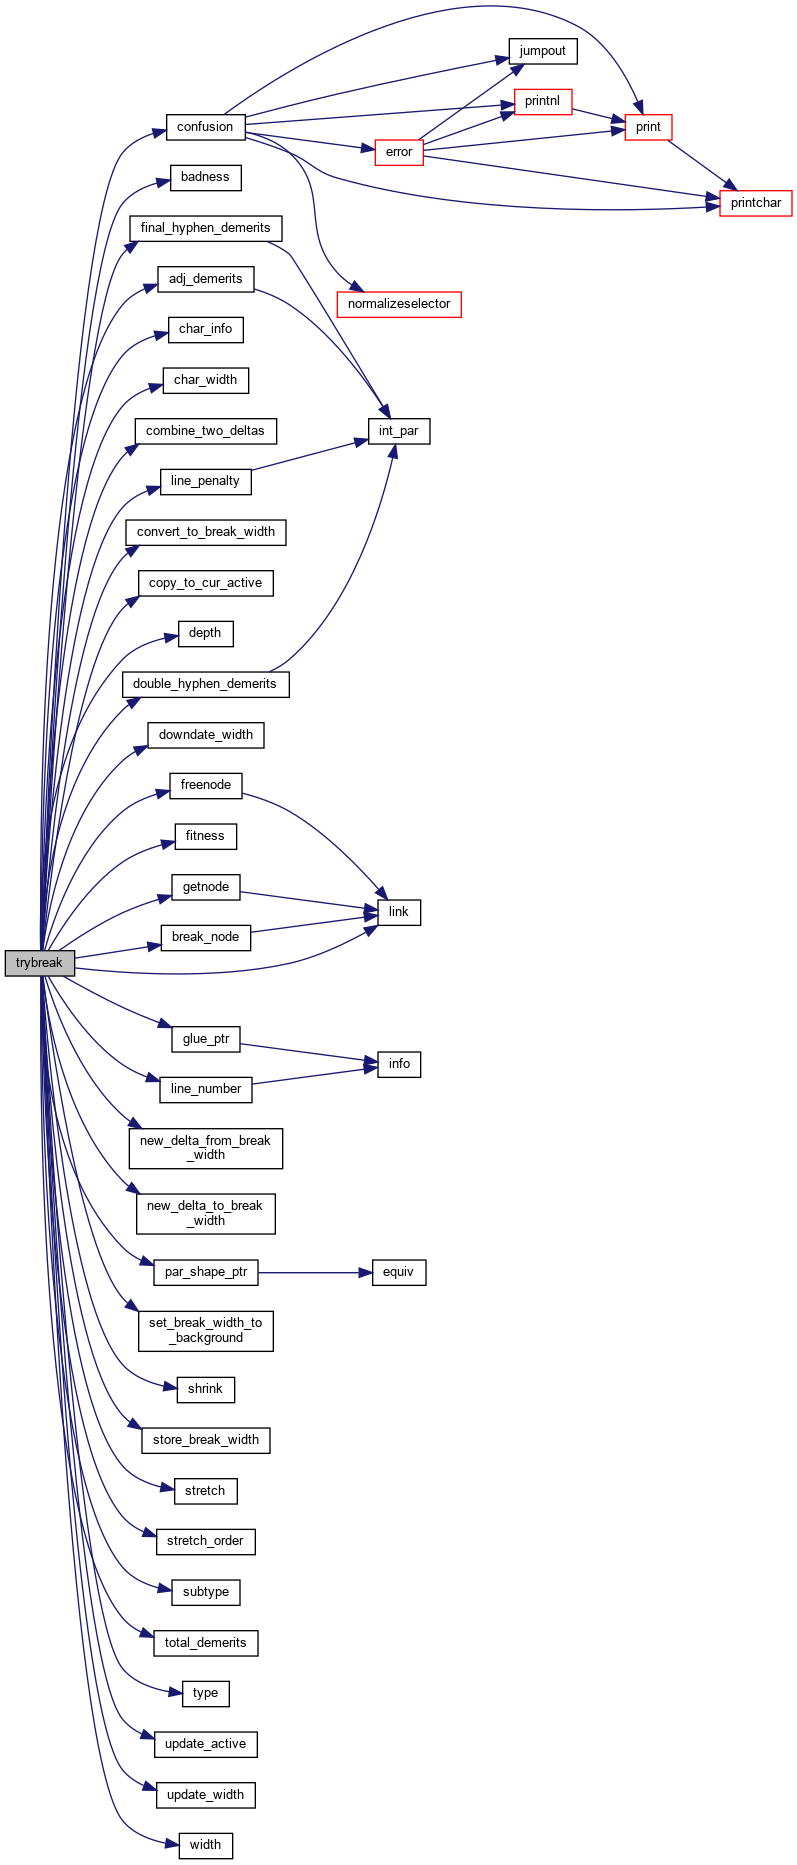 jumpout
printnl
confusion
print
error
badness
printchar
final_hyphen_demerits
adj_demerits
normalizeselector
char_info
char_width
combine_two_deltas
int_par
line_penalty
convert_to_break_width
copy_to_cur_active
depth
double_hyphen_demerits
downdate_width
freenode
fitness
getnode
link
break_node
trybreak
glue_ptr
info
line_number
new_delta_from_break
_width
new_delta_to_break
_width
par_shape_ptr
equiv
set_break_width_to
_background
shrink
store_break_width
stretch
stretch_order
subtype
total_demerits
type
update_active
update_width
width